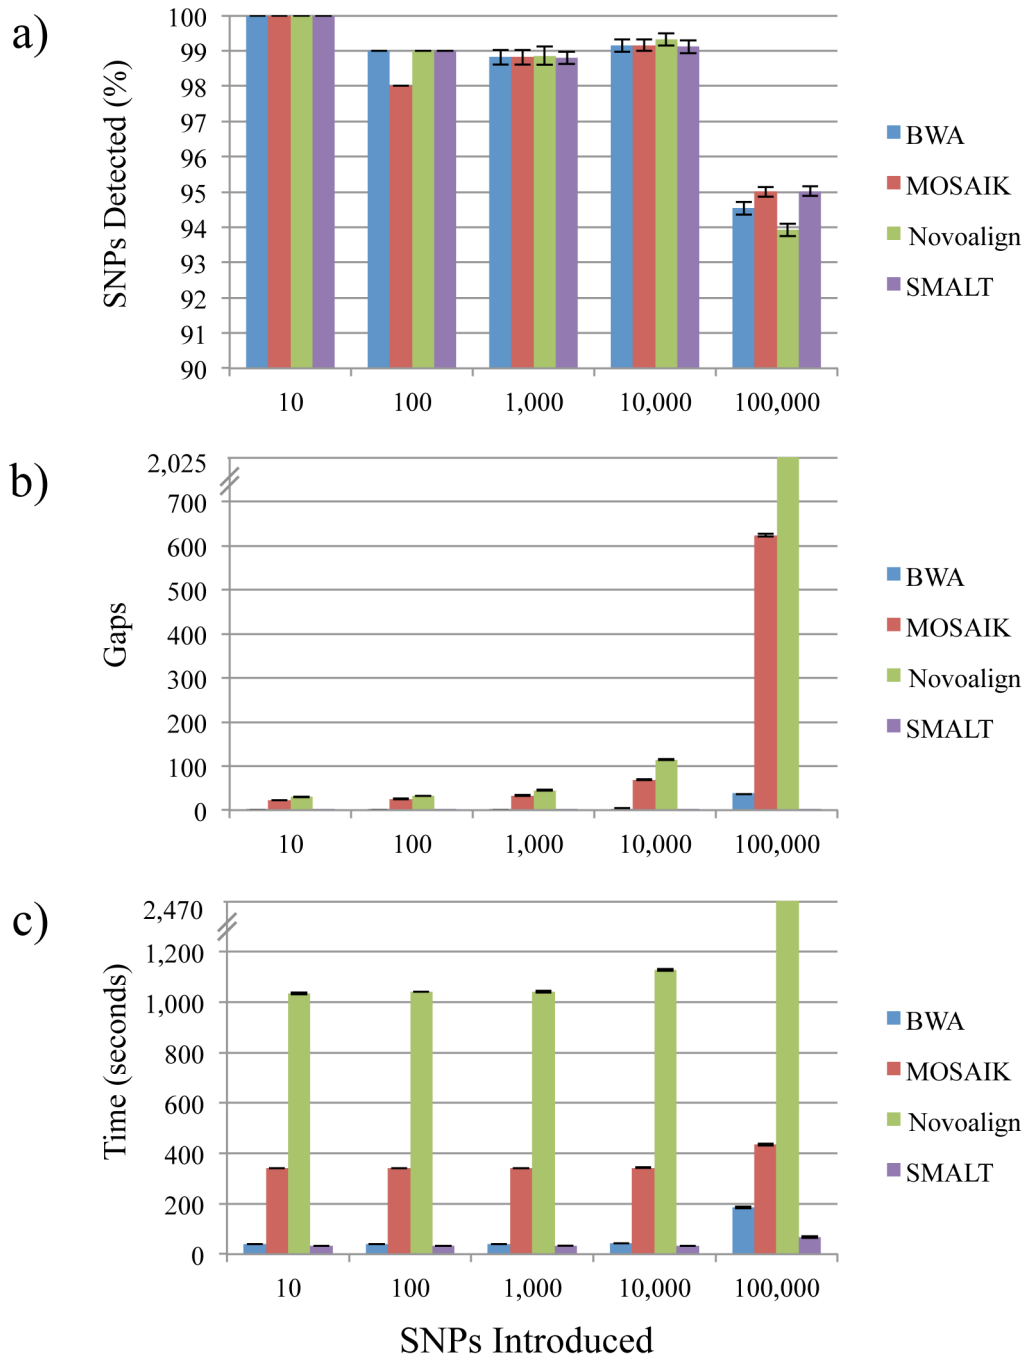 a)
SNPs Detected (%)
100
99
98
97
96
95
94
93
92
91
90
10 100 1,000 10,000 100,000
BWA
MOSAIK
Novoalign
SMALT
b)
Gaps
2,025
700
600
500
400
300
200
100
0
10 100 1,000 10,000 100,000
BWA
MOSAIK
Novoalign
SMALT
c)
Time (seconds)
2,470
1,200
1,000
800
600
400
200
0
10 100 1,000 10,000 100,000
BWA
MOSAIK
Novoalign
SMALT
SNPs Introduced